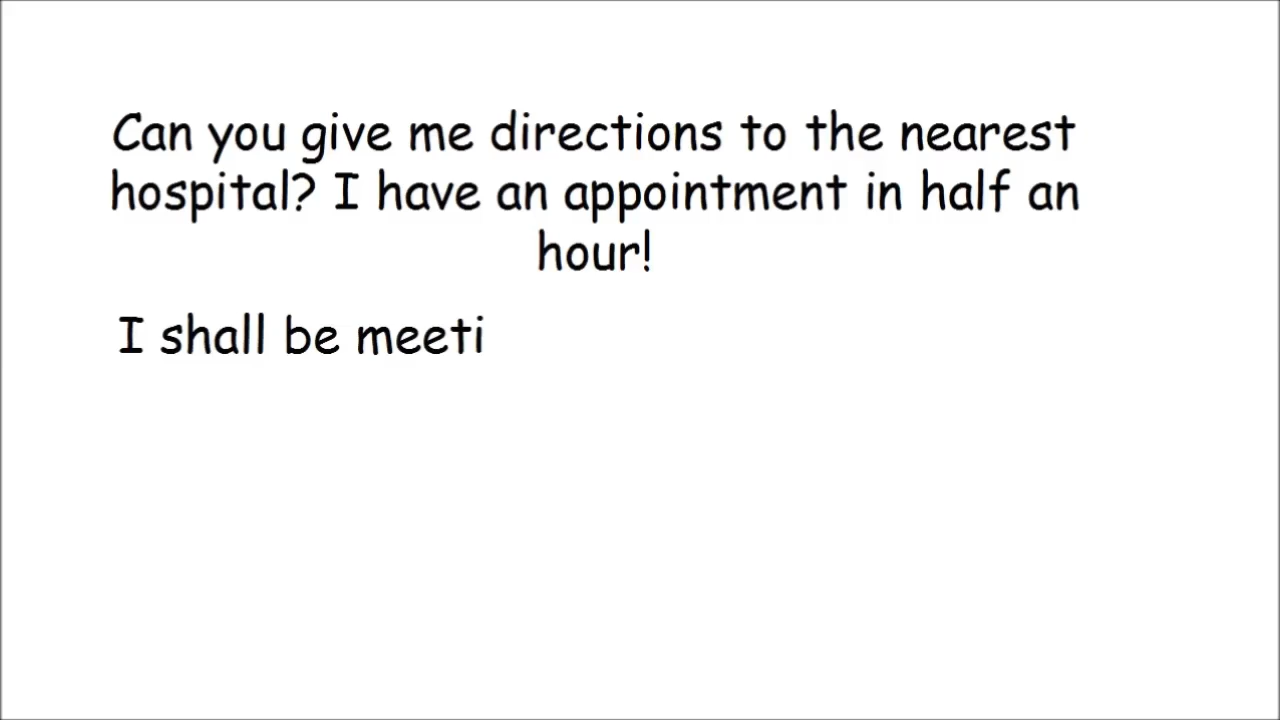 Can you give me directions to the nearest
hospital? I have an appointment in half an
hour!
I shall be meeti